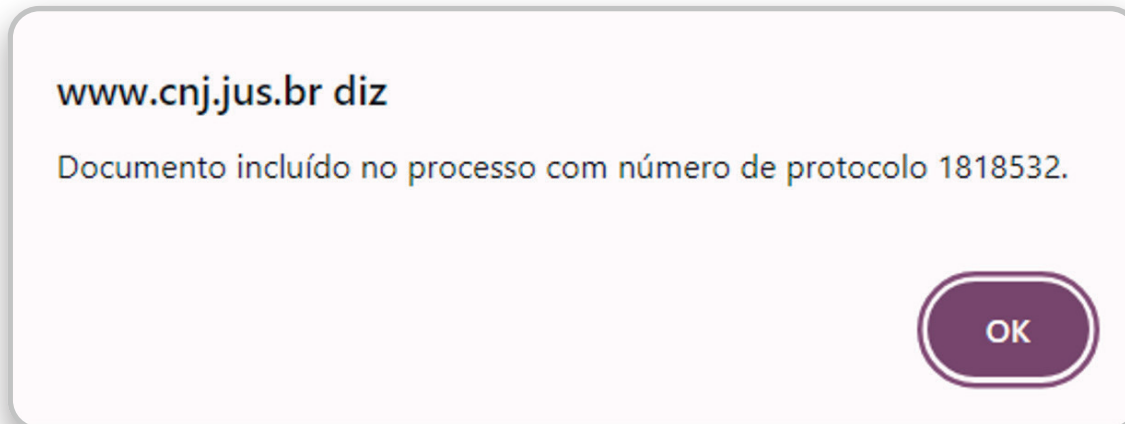 www.cnj.jus.br diz
Documento incluído no processo com número de protocolo 1818532.
OK